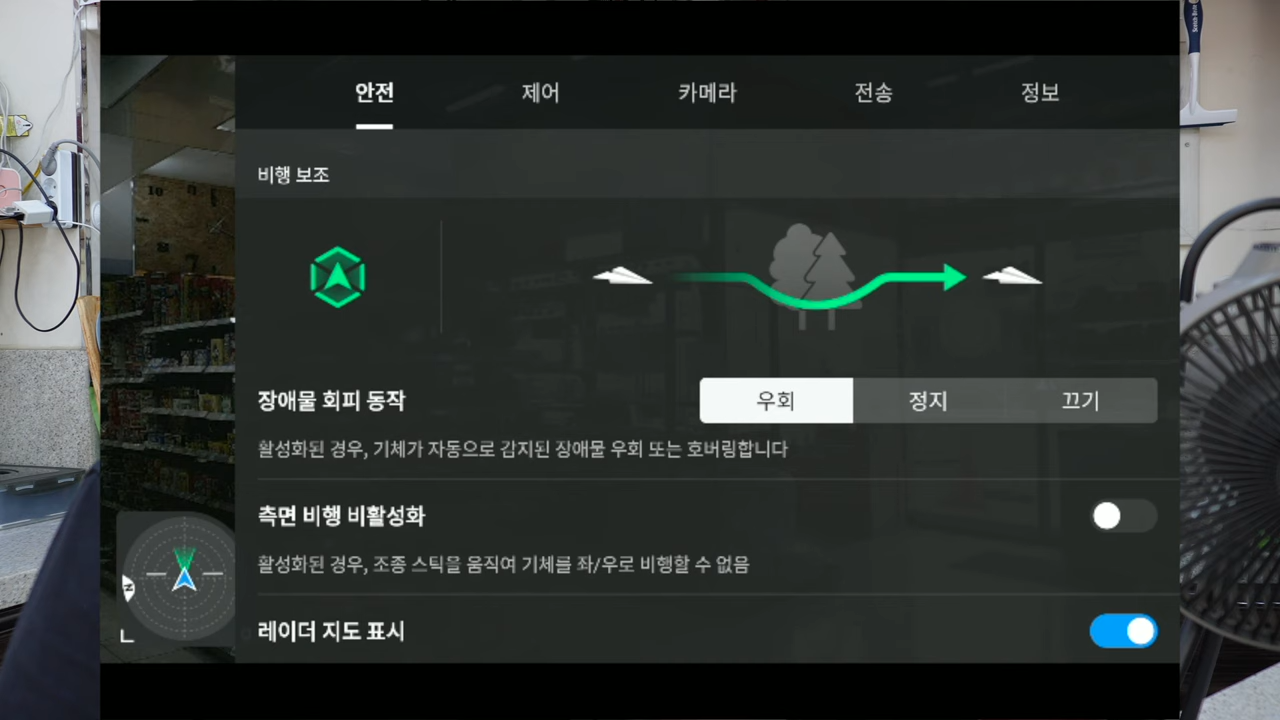 안전
제어
카메라
전송
정보
비행 보조
장애물 회피 동작
우회
정지
끄기
활성화된 경우, 기체가 자동으로 감지된 장애물 우회 또는 호버링합니다
측면 비행 비활성화
활성화된 경우, 조종 스틱을 움직여 기체를 좌/우로 비행할 수 없음
N
L
레이더 지도 표시